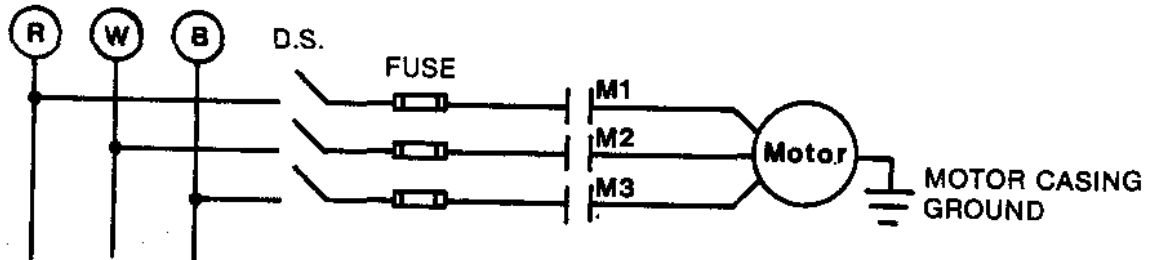 R W B D.S.
FUSE
M1
M2
Motor
M3
MOTOR CASING
GROUND